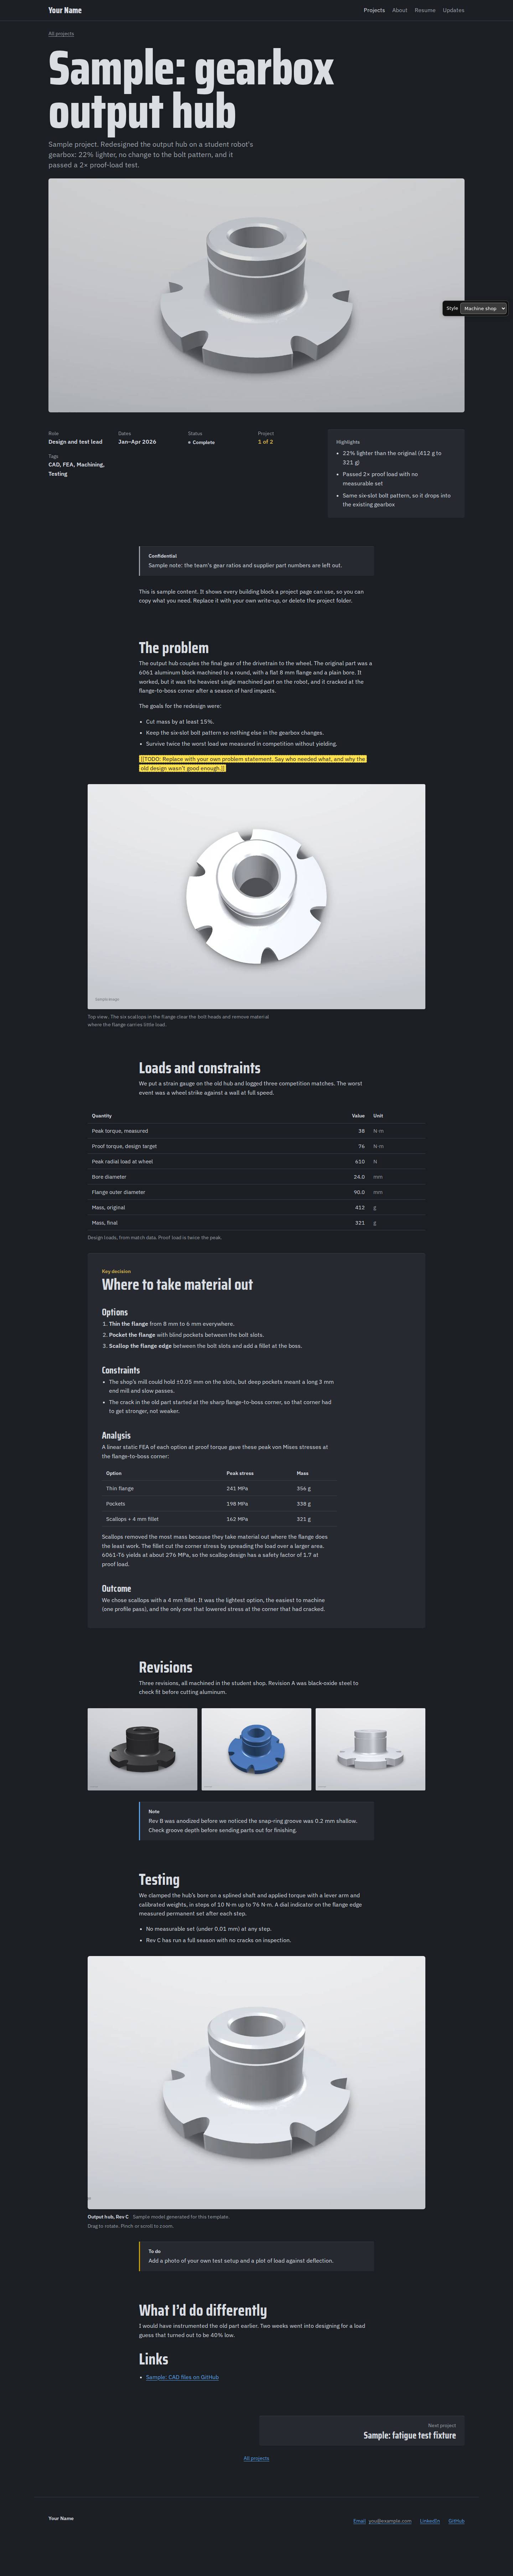 Your Name
Projects About Resume Updates
All projects
Sample: gearbox
output hub
Sample project. Redesigned the output hub on a student robot's
gearbox: 22% lighter, no change to the bolt pattern, and it
passed a 2× proof-load test.
Style Machine shop
Role
Design and test lead
Dates
Jan–Apr 2026
Status
Complete
Project
1 of 2
Tags
CAD, FEA, Machining,
Testing
Highlights
• 22% lighter than the original (412 g to
321 g)
• Passed 2× proof load with no
measurable set
• Same six-slot bolt pattern, so it drops into
the existing gearbox
Confidential
Sample note: the team's gear ratios and supplier part numbers are left out.
This is sample content. It shows every building block a project page can use, so you can
copy what you need. Replace it with your own write-up, or delete the project folder.
The problem
The output hub couples the final gear of the drivetrain to the wheel. The original part was a
6061 aluminum block machined to a round, with a flat 8 mm flange and a plain bore. It
worked, but it was the heaviest single machined part on the robot, and it cracked at the
flange-to-boss corner after a season of hard impacts.
The goals for the redesign were:
• Cut mass by at least 15%.
• Keep the six-slot bolt pattern so nothing else in the gearbox changes.
• Survive twice the worst load we measured in competition without yielding.
[[TODO: Replace with your own problem statement. Say who needed what, and why the
old design wasn't good enough.]]
Sample image
Top view. The six scallops in the flange clear the bolt heads and remove material
where the flange carries little load.
Loads and constraints
We put a strain gauge on the old hub and logged three competition matches. The worst
event was a wheel strike against a wall at full speed.
Quantity Value Unit
Peak torque, measured 38 N·m
Proof torque, design target 76 N·m
Peak radial load at wheel 610 N
Bore diameter 24.0 mm
Flange outer diameter 90.0 mm
Mass, original 412 g
Mass, final 321 g
Design loads, from match data. Proof load is twice the peak.
Key decision
Where to take material out
Options
1. Thin the flange from 8 mm to 6 mm everywhere.
2. Pocket the flange with blind pockets between the bolt slots.
3. Scallop the flange edge between the bolt slots and add a fillet at the boss.
Constraints
• The shop's mill could hold ±0.05 mm on the slots, but deep pockets meant a long 3 mm
end mill and slow passes.
• The crack in the old part started at the sharp flange-to-boss corner, so that corner had
to get stronger, not weaker.
Analysis
A linear static FEA of each option at proof torque gave these peak von Mises stresses at
the flange-to-boss corner:
Option Peak stress Mass
Thin flange 241 MPa 356 g
Pockets 198 MPa 338 g
Scallops + 4 mm fillet 162 MPa 321 g
Scallops removed the most mass because they take material out where the flange does
the least work. The fillet cut the corner stress by spreading the load over a larger area.
6061-T6 yields at about 276 MPa, so the scallop design has a safety factor of 1.7 at
proof load.
Outcome
We chose scallops with a 4 mm fillet. It was the lightest option, the easiest to machine
(one profile pass), and the only one that lowered stress at the corner that had cracked.
Revisions
Three revisions, all machined in the student shop. Revision A was black-oxide steel to
check fit before cutting aluminum.
Note
Rev B was anodized before we noticed the snap-ring groove was 0.2 mm shallow.
Check groove depth before sending parts out for finishing.
Testing
We clamped the hub's bore on a splined shaft and applied torque with a lever arm and
calibrated weights, in steps of 10 N·m up to 76 N·m. A dial indicator on the flange edge
measured permanent set after each step.
• No measurable set (under 0.01 mm) at any step.
• Rev C has run a full season with no cracks on inspection.
Output hub, Rev C Sample model generated for this template.
Drag to rotate. Pinch or scroll to zoom.
To do
Add a photo of your own test setup and a plot of load against deflection.
What I'd do differently
I would have instrumented the old part earlier. Two weeks went into designing for a load
guess that turned out to be 40% low.
Links
• Sample: CAD files on GitHub
Next project
Sample: fatigue test fixture
All projects
Your Name
Email you@example.com LinkedIn GitHub